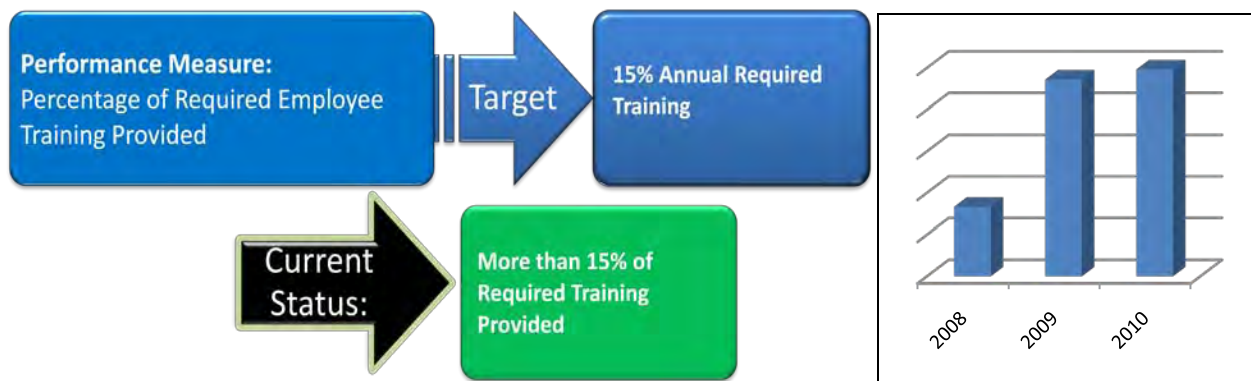 Performance Measure:
Percentage of Required Employee
Training Provided
Target
15% Annual Required
Training
Current
Status:
More than 15% of
Required Training
Provided
2008
2009
2010